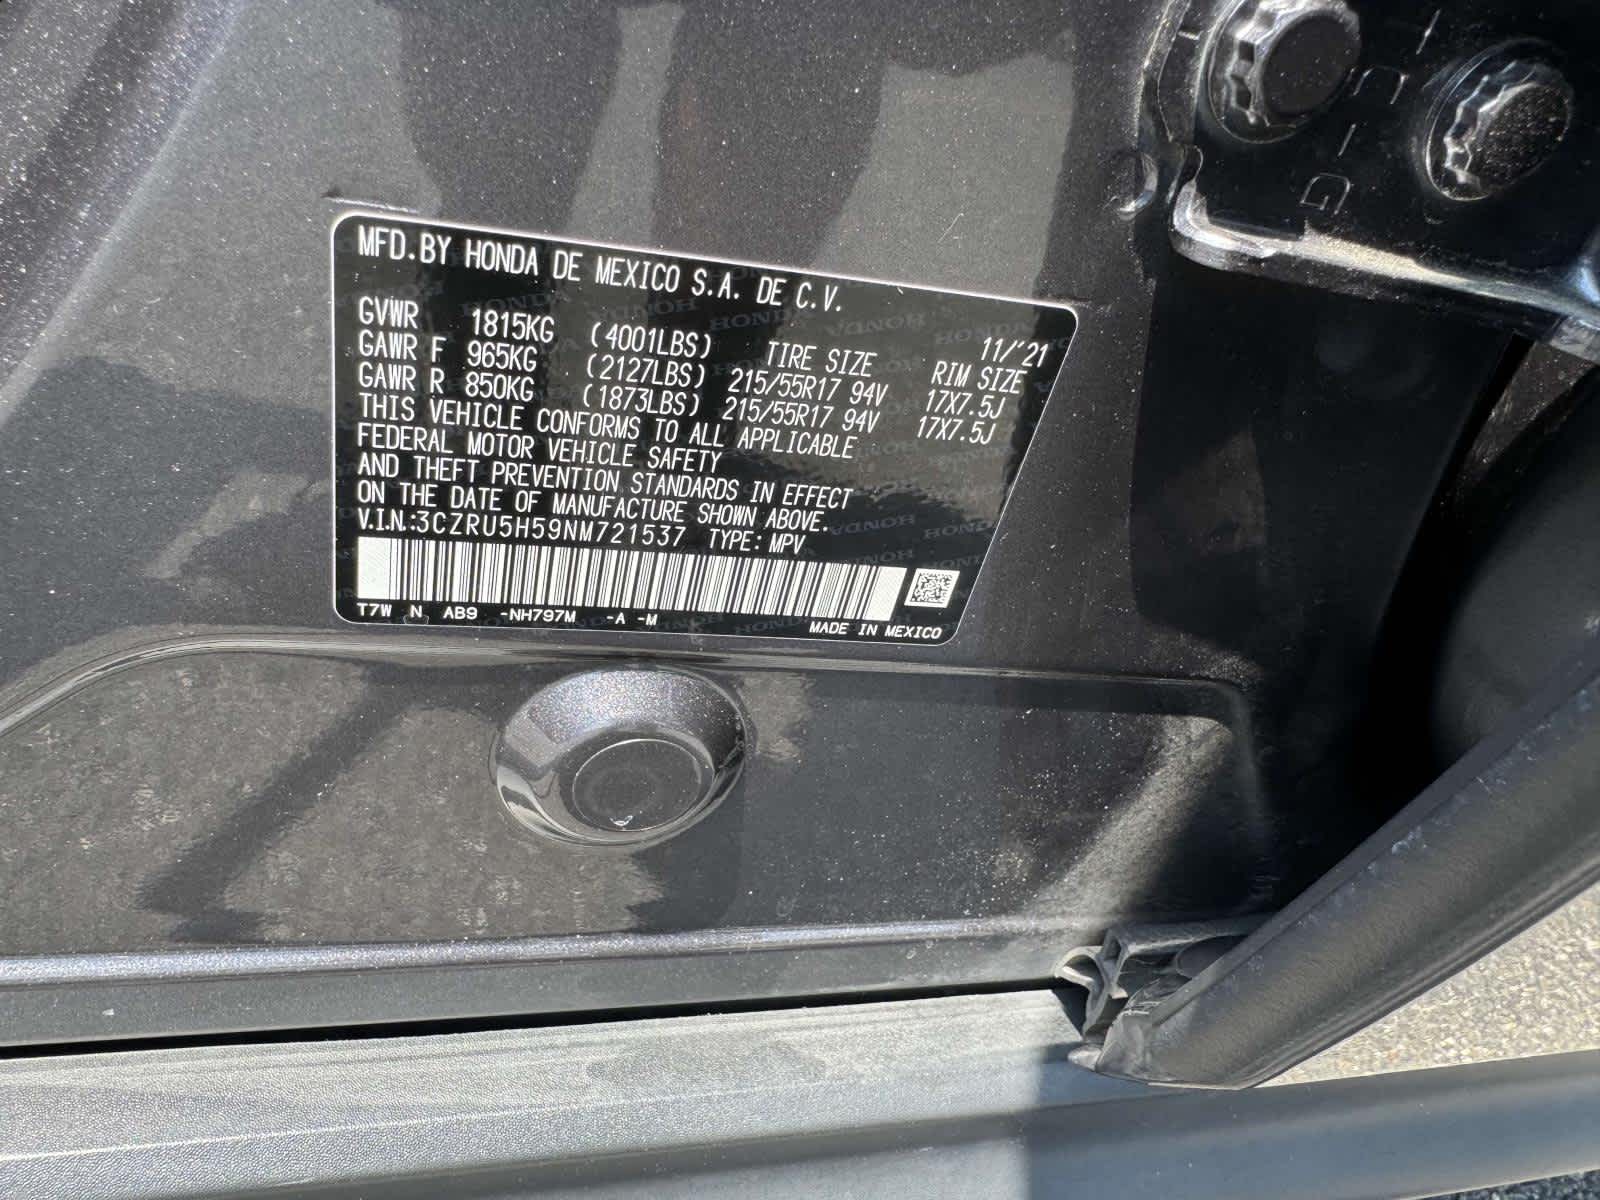 MFD.BY HONDA DE MEXICO S.A. DE C.V.
11/'21
GVWR 1815KG (4001LBS) TIRE SIZE RIM SIZE
GAWR F 965KG (2127LBS) 215/55R17 94V 17X7.5J
GAWR R 850KG (1873LBS) 215/55R17 94V 17X7.5J
THIS VEHICLE CONFORMS TO ALL APPLICABLE
FEDERAL MOTOR VEHICLE SAFETY
AND THEFT PREVENTION STANDARDS IN EFFECT
ON THE DATE OF MANUFACTURE SHOWN ABOVE.
V.I.N.:3CZRU5H59NM721537 TYPE: MPV
T7W N AB9 -NH797M -A -M
MADE IN MEXICO